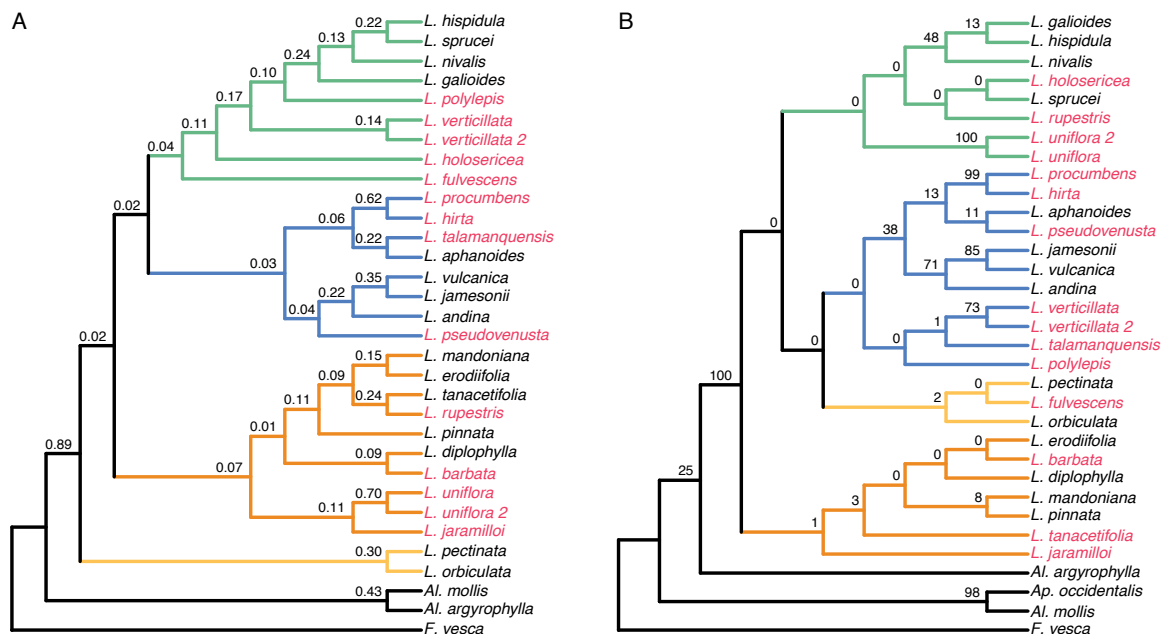 A
0.22
L. hispidula
0.13
L. sprucei
0.24
L. nivalis
0.10
L. galioides
0.17
L. polylepis
0.11
0.14
L. verticillata
L. verticillata 2
0.04
L. holosericea
L. fulvescens
0.02
0.62
L. procumbens
0.06
L. hirta
0.22
L. talamanquensis
L. aphanoides
0.03
0.35
L. vulcanica
0.22
L. jamesonii
0.04
L. andina
L. pseudovenusta
0.02
0.15
L. mandoniana
0.09
L. erodiifolia
0.11
0.24
L. tanacetifolia
L. rupestris
0.01
L. pinnata
0.09
L. diplophylla
L. barbata
0.07
0.70
L. uniflora
0.11
L. uniflora 2
L. jaramilloi
0.89
0.30
L. pectinata
L. orbiculata
0.43
Al. mollis
Al. argyrophylla
F. vesca
B
13
L. galioides
48
L. hispidula
0
L. nivalis
0
L. holosericea
0
L. sprucei
0
L. rupestris
100
L. uniflora 2
L. uniflora
0
99
L. procumbens
13
L. hirta
38
11
L. aphanoides
L. pseudovenusta
85
L. jamesonii
71
L. vulcanica
L. andina
0
73
L. verticillata
1
L. verticillata 2
0
L. talamanquensis
L. polylepis
0
0
L. pectinata
2
L. fulvescens
L. orbiculata
100
0
L. erodiifolia
0
L. barbata
0
L. diplophylla
3
8
L. mandoniana
L. pinnata
1
L. tanacetifolia
L. jaramilloi
25
Al. argyrophylla
98
Ap. occidentalis
Al. mollis
F. vesca